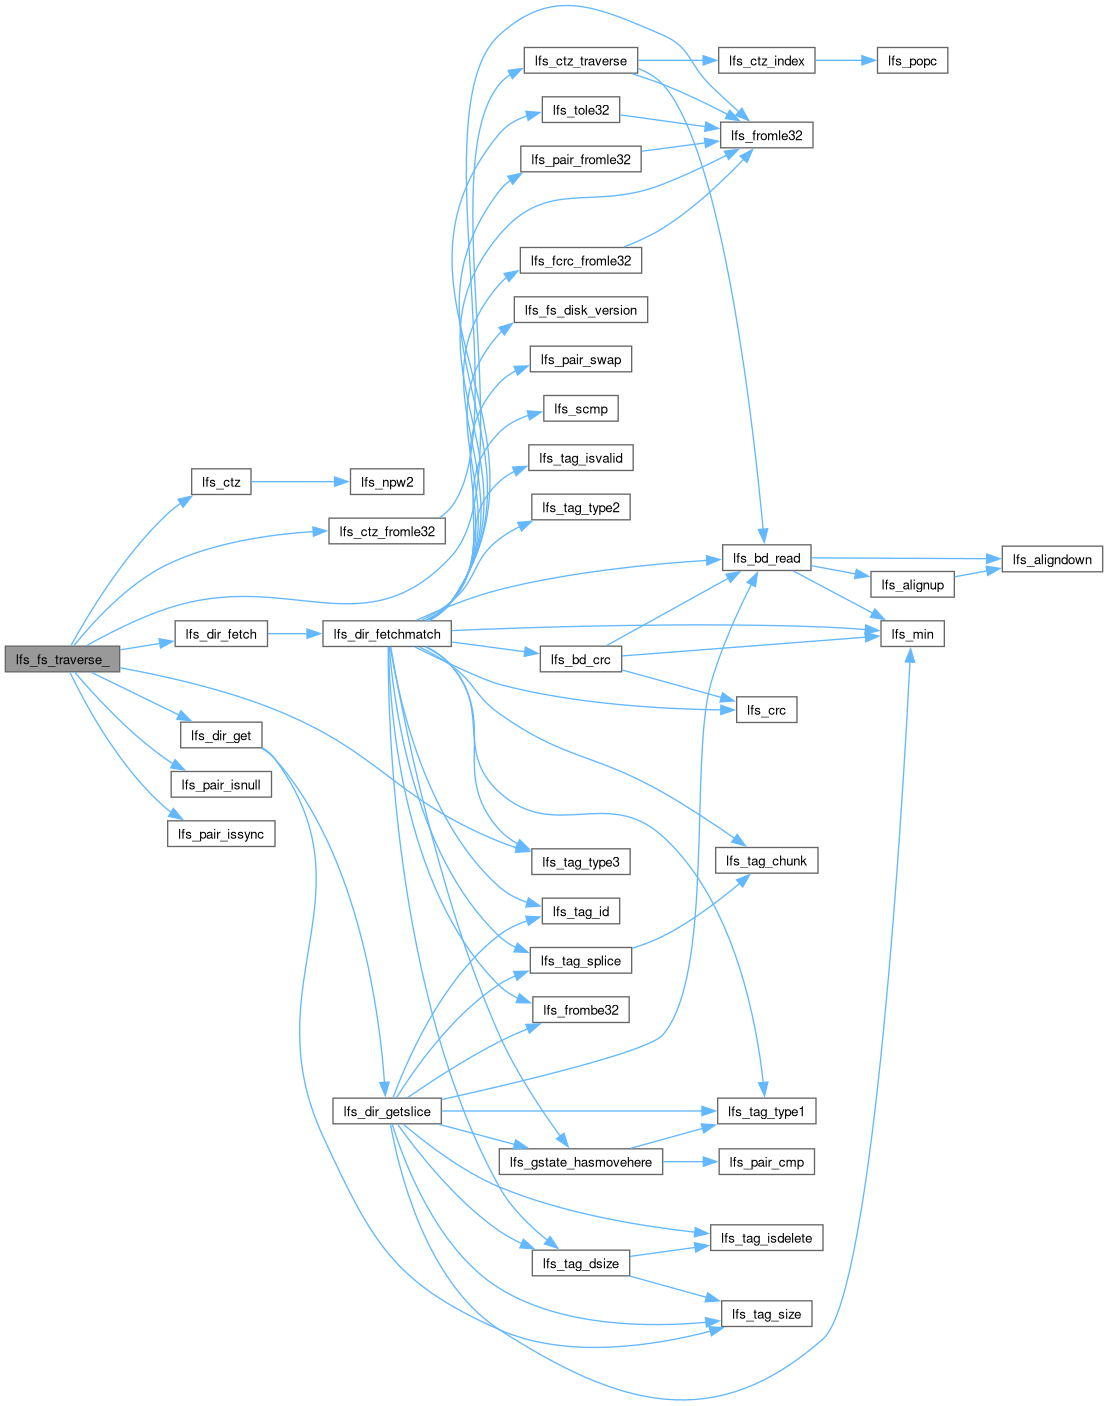 lfs_ctz_traverse
lfs_ctz_index
lfs_popc
lfs_tole32
lfs_fromle32
lfs_pair_fromle32
lfs_fcrc_fromle32
lfs_fs_disk_version
lfs_pair_swap
lfs_scmp
lfs_tag_isvalid
lfs_ctz
lfs_npw2
lfs_tag_type2
lfs_ctz_fromle32
lfs_bd_read
lfs_aligndown
lfs_alignup
lfs_dir_fetch
lfs_dir_fetchmatch
lfs_min
lfs_fs_traverse_
lfs_bd_crc
lfs_crc
lfs_dir_get
lfs_pair_isnull
lfs_pair_issync
lfs_tag_type3
lfs_tag_chunk
lfs_tag_id
lfs_tag_splice
lfs_frombe32
lfs_dir_getslice
lfs_tag_type1
lfs_gstate_hasmovehere
lfs_pair_cmp
lfs_tag_isdelete
lfs_tag_dsize
lfs_tag_size